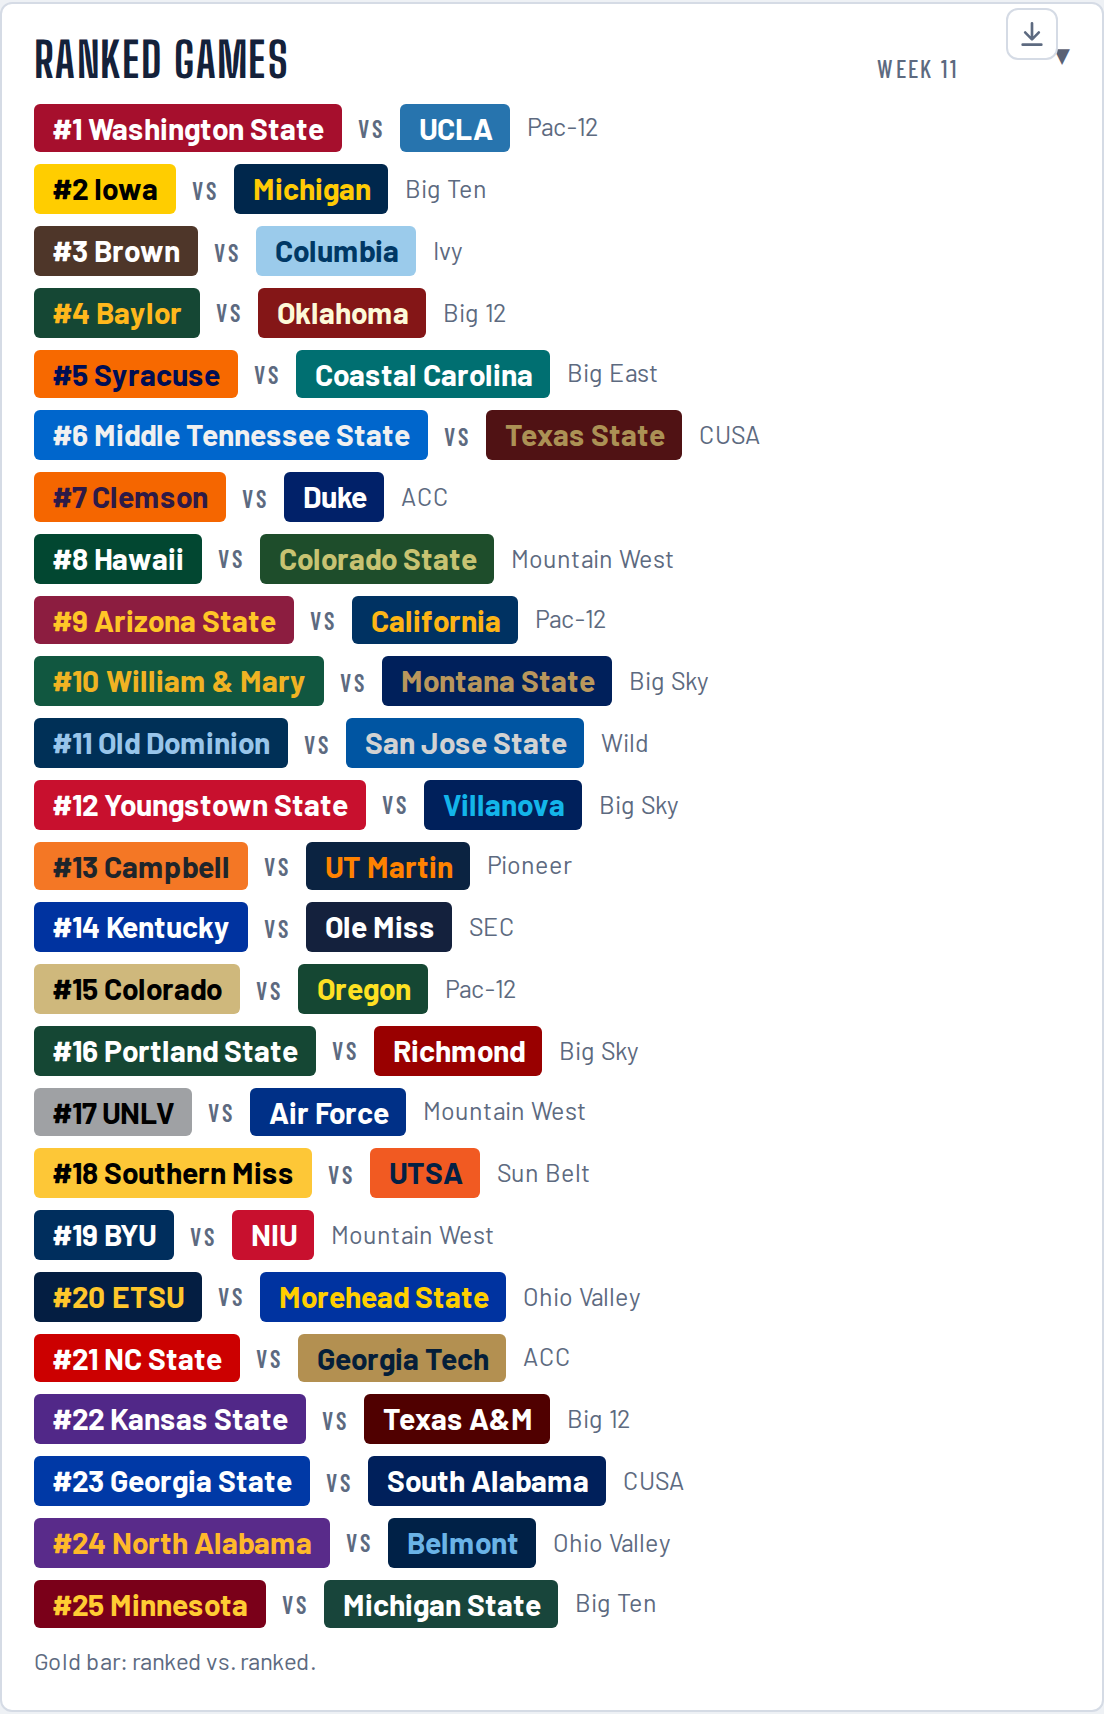 RANKED GAMES
WEEK 11 ▼
#1 Washington State VS UCLA Pac-12
#2 Iowa VS Michigan Big Ten
#3 Brown VS Columbia Ivy
#4 Baylor VS Oklahoma Big 12
#5 Syracuse VS Coastal Carolina Big East
#6 Middle Tennessee State VS Texas State CUSA
#7 Clemson VS Duke ACC
#8 Hawaii VS Colorado State Mountain West
#9 Arizona State VS California Pac-12
#10 William & Mary VS Montana State Big Sky
#11 Old Dominion VS San Jose State Wild
#12 Youngstown State VS Villanova Big Sky
#13 Campbell VS UT Martin Pioneer
#14 Kentucky VS Ole Miss SEC
#15 Colorado VS Oregon Pac-12
#16 Portland State VS Richmond Big Sky
#17 UNLV VS Air Force Mountain West
#18 Southern Miss VS UTSA Sun Belt
#19 BYU VS NIU Mountain West
#20 ETSU VS Morehead State Ohio Valley
#21 NC State VS Georgia Tech ACC
#22 Kansas State VS Texas A&M Big 12
#23 Georgia State VS South Alabama CUSA
#24 North Alabama VS Belmont Ohio Valley
#25 Minnesota VS Michigan State Big Ten
Gold bar: ranked vs. ranked.